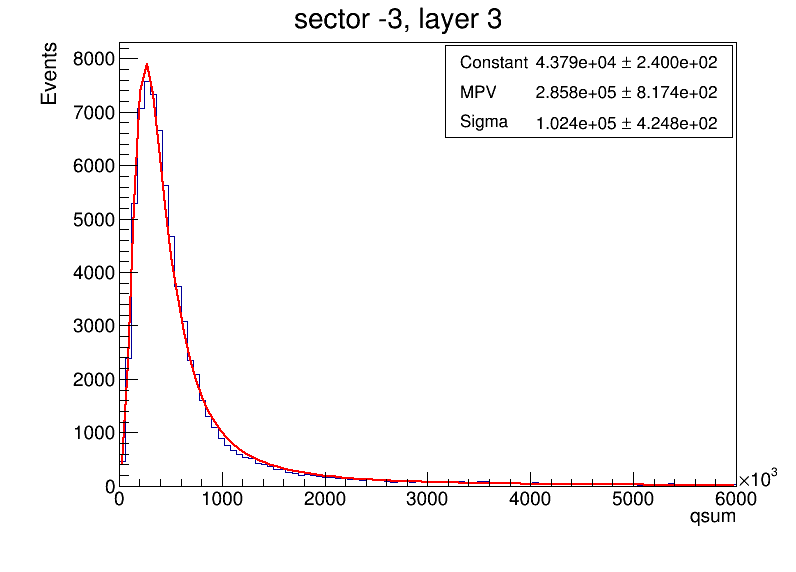 sector -3, layer 3
Events
Constant 4.379e+04 ± 2.400e+02
MPV 2.858e+05 ± 8.174e+02
Sigma 1.024e+05 ± 4.248e+02
8000
7000
6000
5000
4000
3000
2000
1000
0
0 1000 2000 3000 4000 5000 6000
×10³
qsum